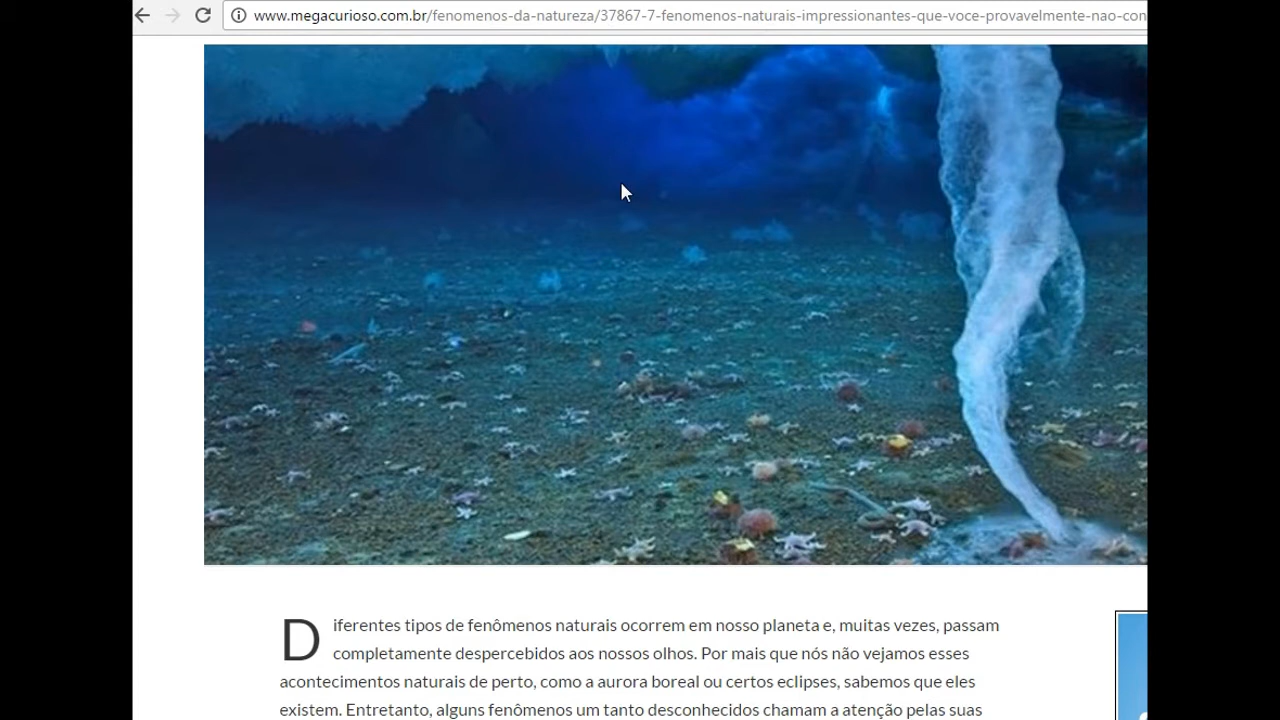 www.megacurioso.com.br/fenomenos-da-natureza/37867-7-fenomenos-naturais-impressionantes-que-voce-provavelmente-nao-con
Diferentes tipos de fenômenos naturais ocorrem em nosso planeta e, muitas vezes, passam
completamente despercebidos aos nossos olhos. Por mais que nós não vejamos esses
acontecimentos naturais de perto, como a aurora boreal ou certos eclipses, sabemos que eles
existem. Entretanto, alguns fenômenos um tanto desconhecidos chamam a atenção pelas suas